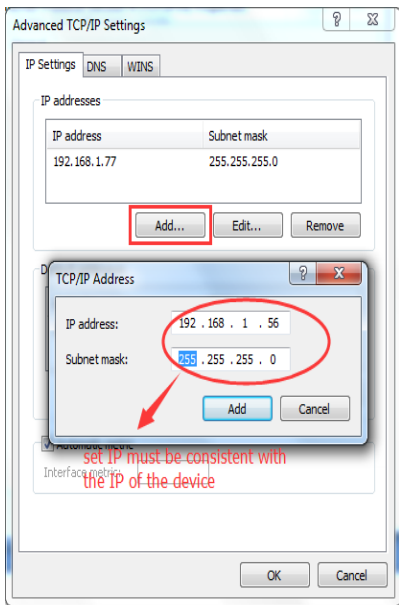 Advanced TCP/IP Settings
IP Settings DNS WINS
IP addresses
IP address Subnet mask
192.168.1.77 255.255.255.0
Add... Edit... Remove
D
TCP/IP Address
IP address: 192 . 168 . 1 . 56
Subnet mask: 255 . 255 . 255 . 0
Add Cancel
Automatic metric
set IP must be consistent with
Interface metric:
the IP of the device
OK Cancel